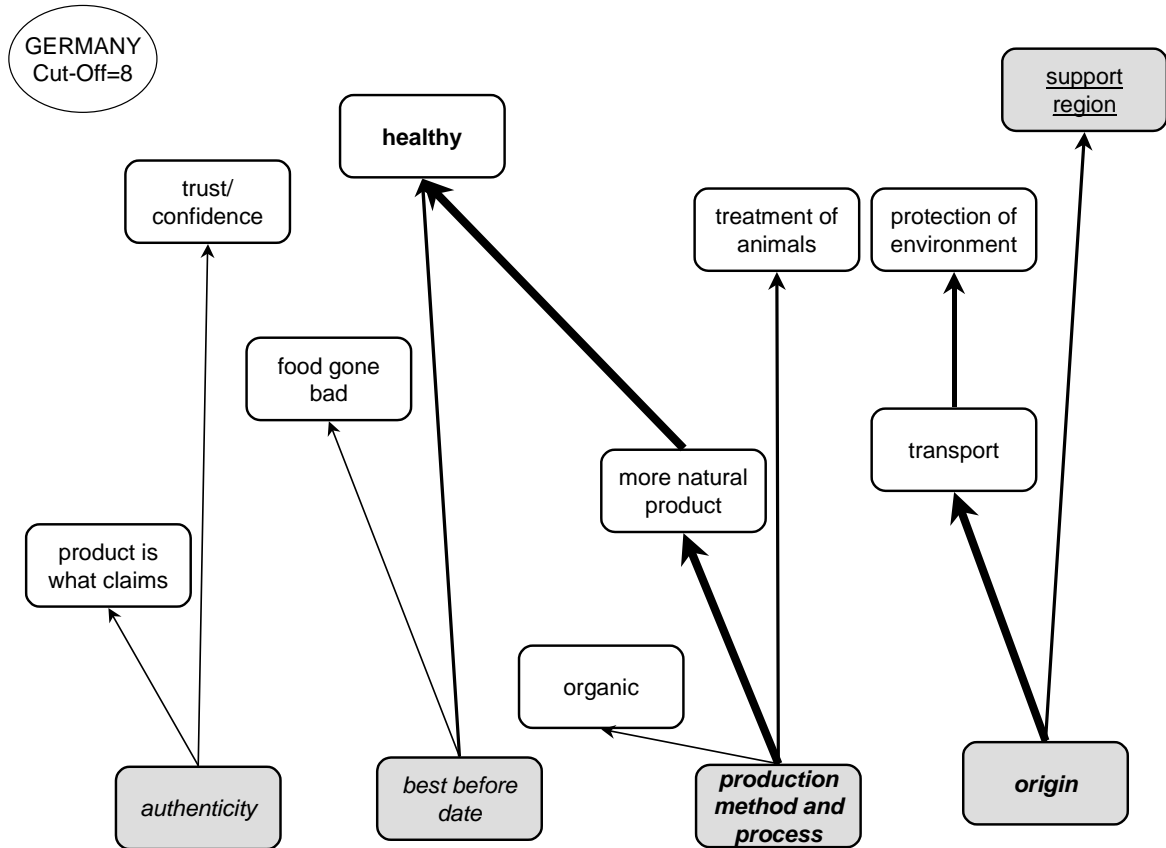 GERMANY
Cut-Off=8
support
region
healthy
trust/
confidence
treatment of
animals
protection of
environment
food gone
bad
transport
more natural
product
product is
what claims
organic
authenticity
best before
date
production
method and
process
origin